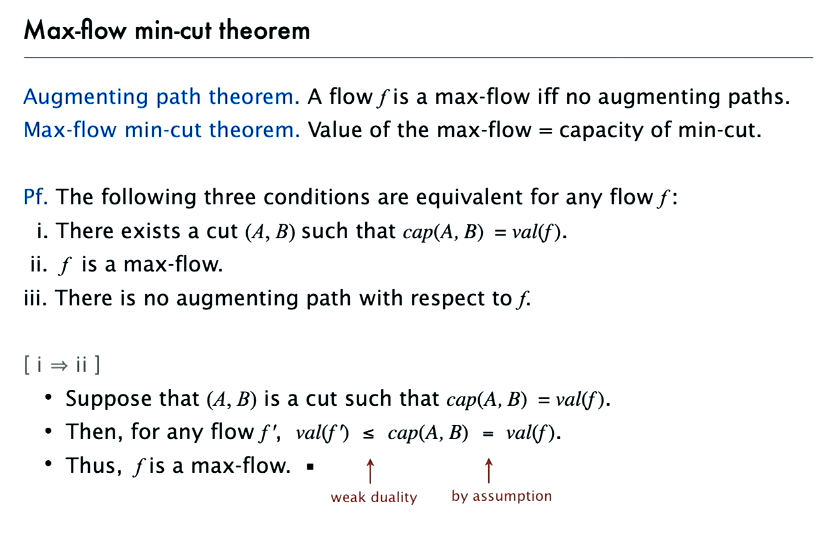 Max-flow min-cut theorem
Augmenting path theorem. A flow f is a max-flow iff no augmenting paths.
Max-flow min-cut theorem. Value of the max-flow = capacity of min-cut.
Pf. The following three conditions are equivalent for any flow f :
i. There exists a cut (A, B) such that cap(A, B) = val(f).
ii. f is a max-flow.
iii. There is no augmenting path with respect to f.
[ i ⇒ ii ]
• Suppose that (A, B) is a cut such that cap(A, B) = val(f).
• Then, for any flow f ′, val(f ′) ≤ cap(A, B) = val(f).
• Thus, f is a max-flow. ▪
weak duality by assumption